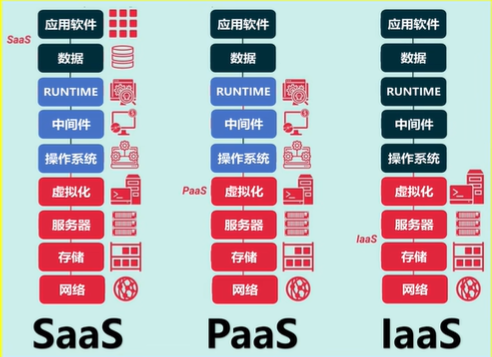 应用软件
SaaS
数据
RUNTIME
中间件
操作系统
虚拟化
服务器
存储
网络
SaaS
应用软件
数据
RUNTIME
中间件
操作系统
PaaS
虚拟化
服务器
存储
网络
PaaS
应用软件
数据
RUNTIME
中间件
操作系统
虚拟化
服务器
IaaS
存储
网络
IaaS